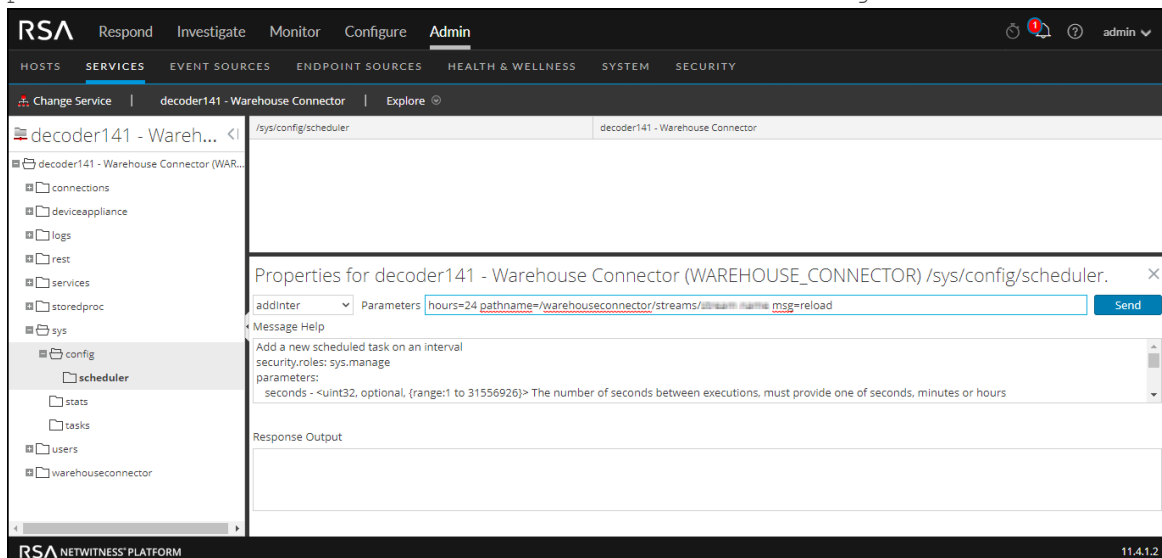 RSA Respond Investigate Monitor Configure Admin 1 admin
HOSTS SERVICES EVENT SOURCES ENDPOINT SOURCES HEALTH & WELLNESS SYSTEM SECURITY
Change Service | decoder141 - Warehouse Connector | Explore
decoder141 - Wareh...
/sys/config/scheduler decoder141 - Warehouse Connector
decoder141 - Warehouse Connector (WAR...
connections
deviceappliance
logs
rest
services
storedproc
sys
config
scheduler
stats
tasks
users
warehouseconnector
Properties for decoder141 - Warehouse Connector (WAREHOUSE_CONNECTOR) /sys/config/scheduler.
addInter Parameters hours=24 pathname=/warehouseconnector/streams/ msg=reload Send
Message Help
Add a new scheduled task on an interval
security.roles: sys.manage
parameters:
seconds - <uint32, optional, {range:1 to 31556926}> The number of seconds between executions, must provide one of seconds, minutes or hours
Response Output
RSA NETWITNESS® PLATFORM 11.4.1.2